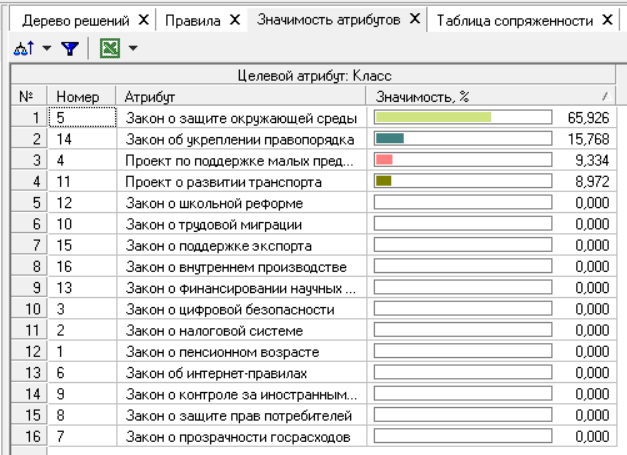 Дерево решений X Правила X Значимость атрибутов X Таблица сопряженности X
Целевой атрибут: Класс
№ Номер Атрибут Значимость, %
1 5 Закон о защите окружающей среды 65,926
2 14 Закон об укреплении правопорядка 15,768
3 4 Проект по поддержке малых пред... 9,334
4 11 Проект о развитии транспорта 8,972
5 12 Закон о школьной реформе 0,000
6 10 Закон о трудовой миграции 0,000
7 15 Закон о поддержке экспорта 0,000
8 16 Закон о внутреннем производстве 0,000
9 13 Закон о финансировании научных ... 0,000
10 3 Закон о цифровой безопасности 0,000
11 2 Закон о налоговой системе 0,000
12 1 Закон о пенсионном возрасте 0,000
13 6 Закон об интернет-правилах 0,000
14 9 Закон о контроле за иностранным... 0,000
15 8 Закон о защите прав потребителей 0,000
16 7 Закон о прозрачности госрасходов 0,000